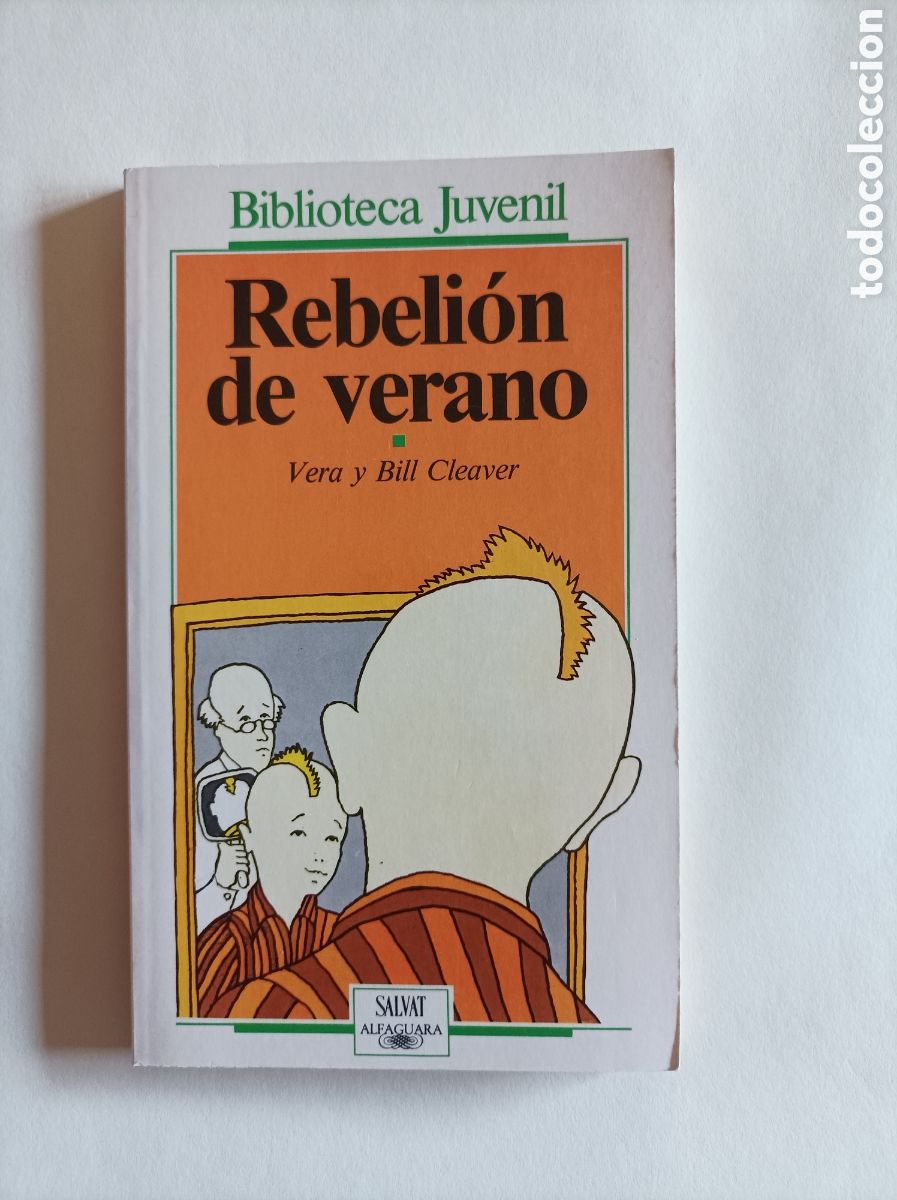 Biblioteca Juvenil
Rebelión
de verano
Vera y Bill Cleaver
SALVAT
ALFAGUARA
todocoleccion